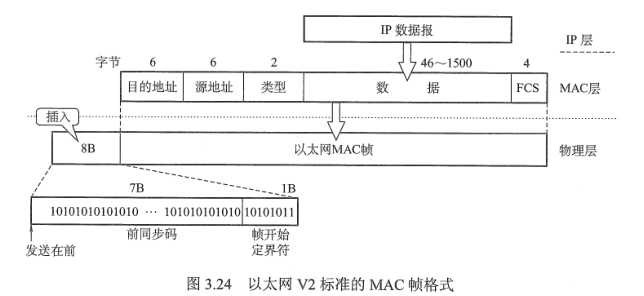 IP 数据报
IP 层
字节 6 6 2 46～1500 4
目的地址 源地址 类型 数 据 FCS MAC层
插入
8B 以太网MAC帧 物理层
7B 1B
10101010101010 … 101010101010 10101011
前同步码 帧开始
定界符
发送在前
图 3.24 以太网 V2 标准的 MAC 帧格式